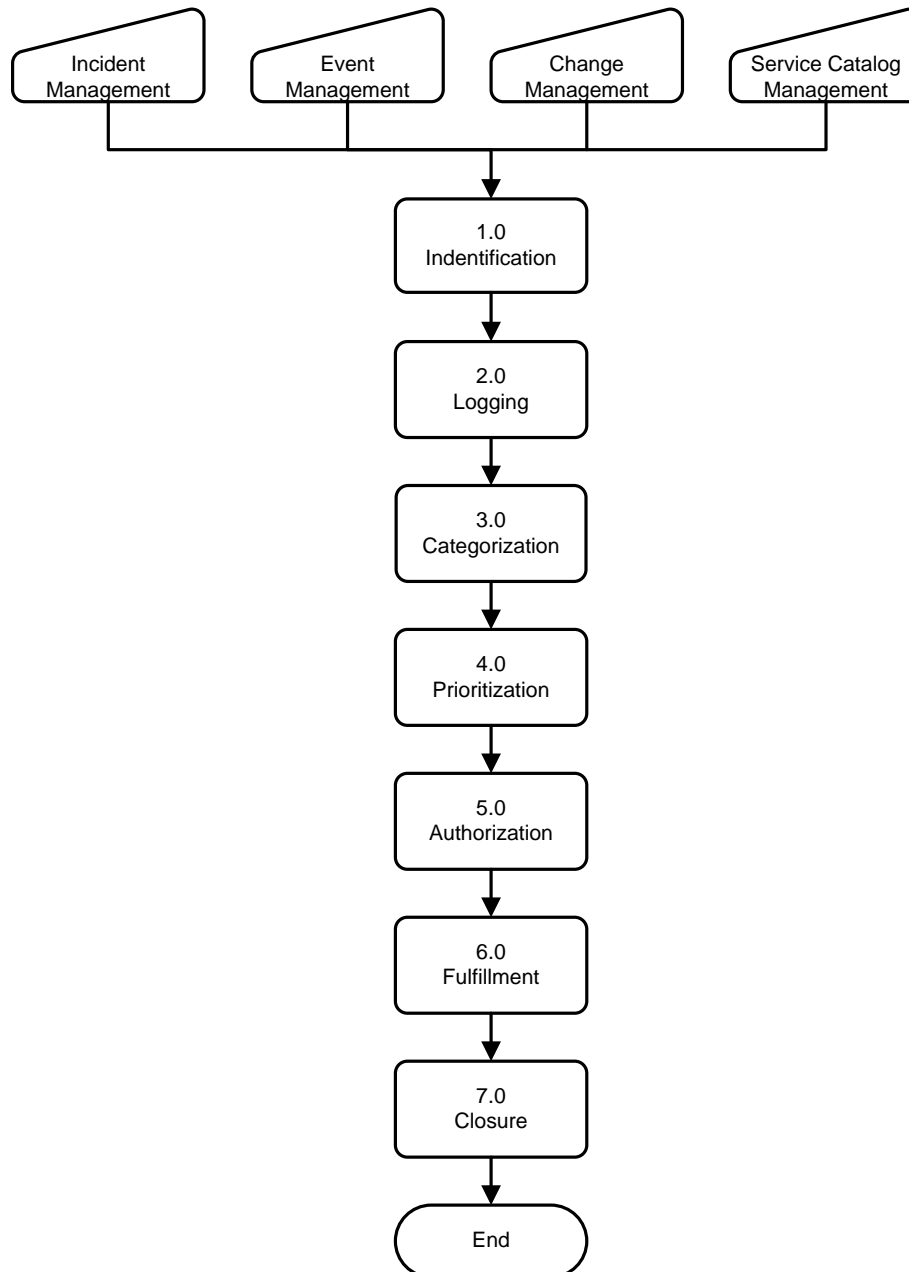 Incident
Management
Event
Management
Change
Management
Service Catalog
Management
1.0
Indentification
2.0
Logging
3.0
Categorization
4.0
Prioritization
5.0
Authorization
6.0
Fulfillment
7.0
Closure
End